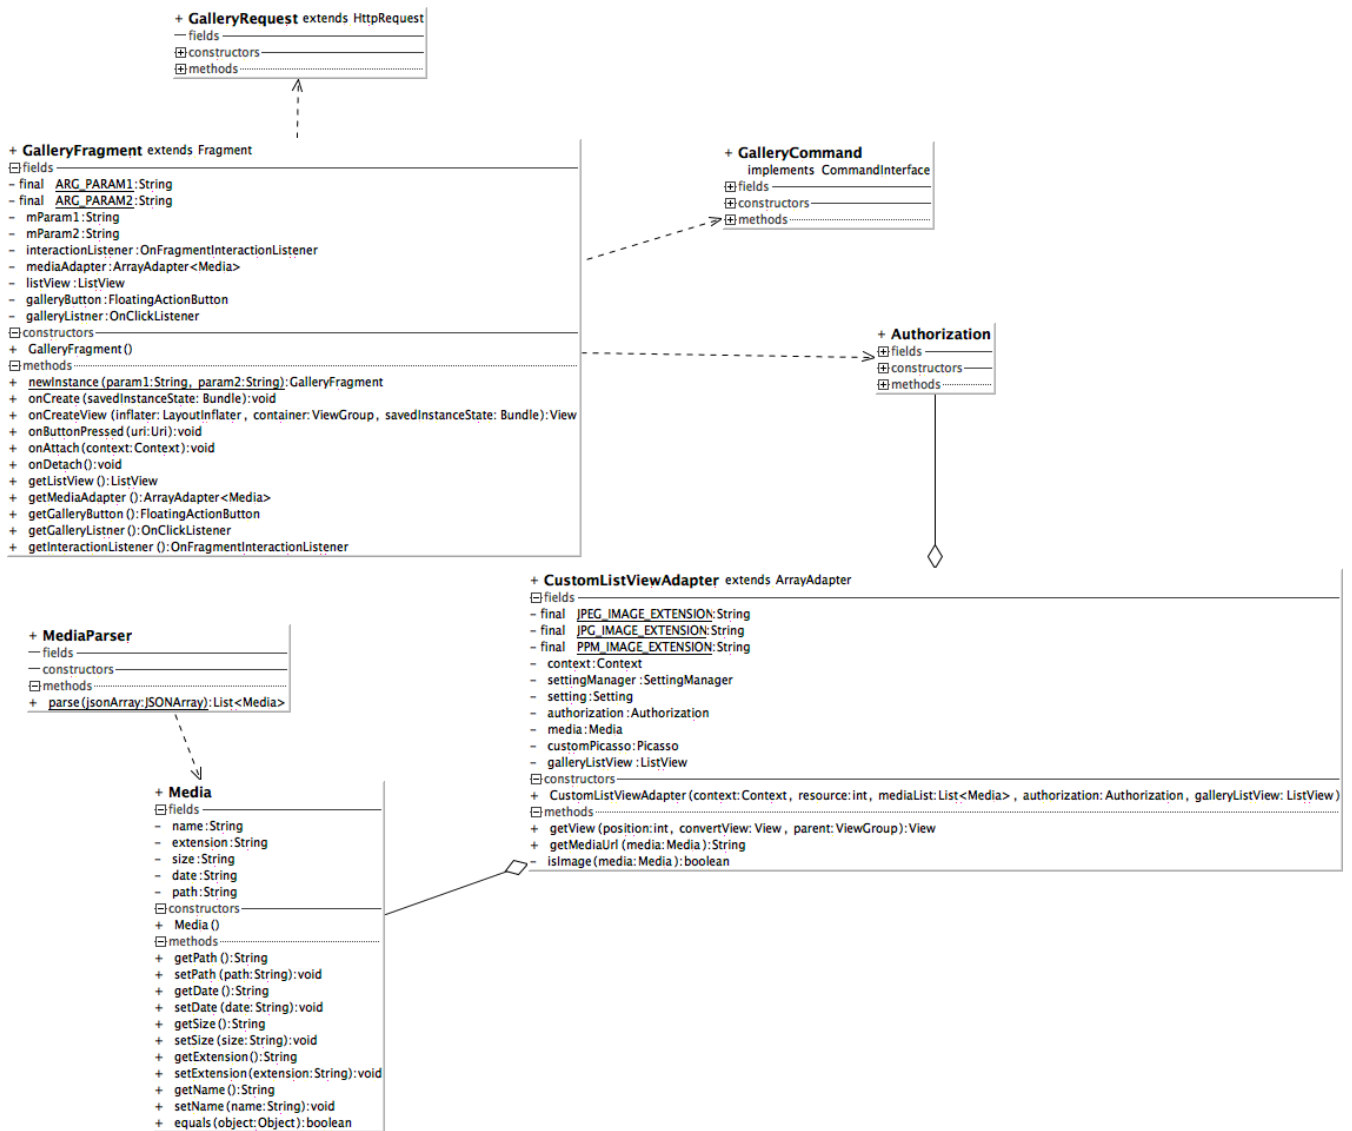 + GalleryRequest extends HttpRequest
fields
constructors
methods
+ GalleryFragment extends Fragment
fields
- final ARG_PARAM1:String
- final ARG_PARAM2:String
- mParam1:String
- mParam2:String
- interactionListener:OnFragmentInteractionListener
- mediaAdapter:ArrayAdapter<Media>
- listView:ListView
- galleryButton:FloatingActionButton
- galleryListner:OnClickListener
constructors
+ GalleryFragment()
methods
+ newInstance(param1:String, param2:String):GalleryFragment
+ onCreate(savedInstanceState: Bundle):void
+ onCreateView(inflater: LayoutInflater, container: ViewGroup, savedInstanceState: Bundle):View
+ onButtonPressed(uri:Uri):void
+ onAttach(context:Context):void
+ onDetach():void
+ getListView():ListView
+ getMediaAdapter():ArrayAdapter<Media>
+ getGalleryButton():FloatingActionButton
+ getGalleryListner():OnClickListener
+ getInteractionListener():OnFragmentInteractionListener
+ GalleryCommand
implements CommandInterface
fields
constructors
methods
+ Authorization
fields
constructors
methods
+ CustomListViewAdapter extends ArrayAdapter
fields
- final JPEG_IMAGE_EXTENSION:String
- final JPG_IMAGE_EXTENSION:String
- final PPM_IMAGE_EXTENSION:String
- context:Context
- settingManager:SettingManager
- setting:Setting
- authorization:Authorization
- media:Media
- customPicasso:Picasso
- galleryListView:ListView
constructors
+ CustomListViewAdapter(context:Context, resource:int, mediaList:List<Media>, authorization:Authorization, galleryListView: ListView)
methods
+ getView(position:int, convertView: View, parent: ViewGroup):View
+ getMediaUrl(media:Media):String
- isImage(media:Media):boolean
+ MediaParser
fields
constructors
methods
+ parse(jsonArray:JSONArray):List<Media>
+ Media
fields
- name:String
- extension:String
- size:String
- date:String
- path:String
constructors
+ Media()
methods
+ getPath():String
+ setPath(path:String):void
+ getDate():String
+ setDate(date:String):void
+ getSize():String
+ setSize(size:String):void
+ getExtension():String
+ setExtension(extension:String):void
+ getName():String
+ setName(name:String):void
+ equals(object:Object):boolean